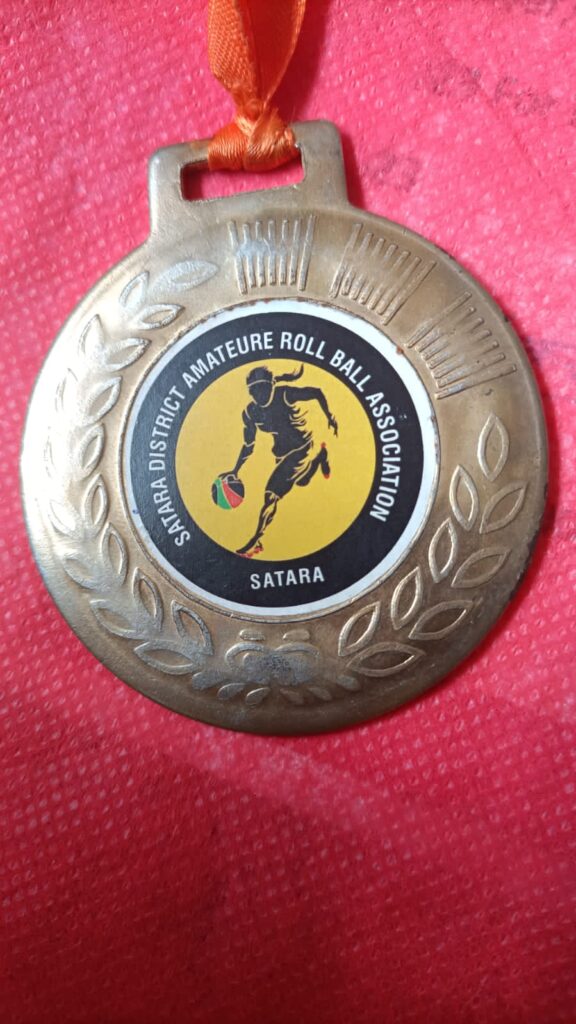 SATARA DISTRICT AMATEURE ROLL BALL ASSOCIATION
SATARA